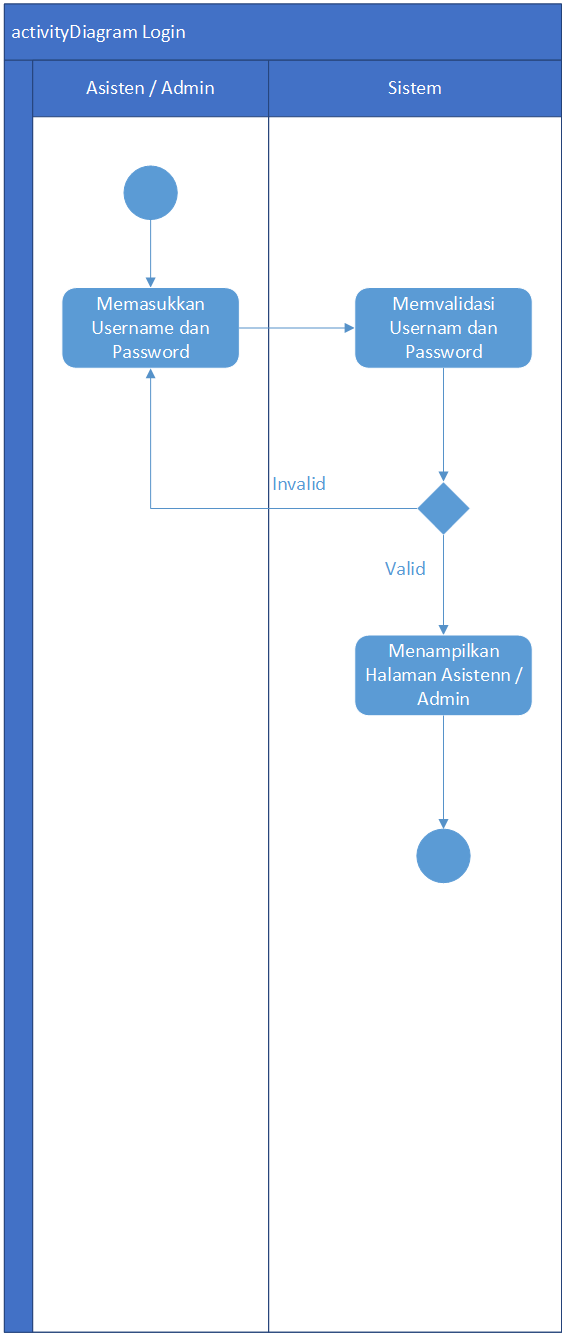 activityDiagram Login
Asisten / Admin
Sistem
Memasukkan
Username dan
Password
Memvalidasi
Usernam dan
Password
Invalid
Valid
Menampilkan
Halaman Asistenn /
Admin